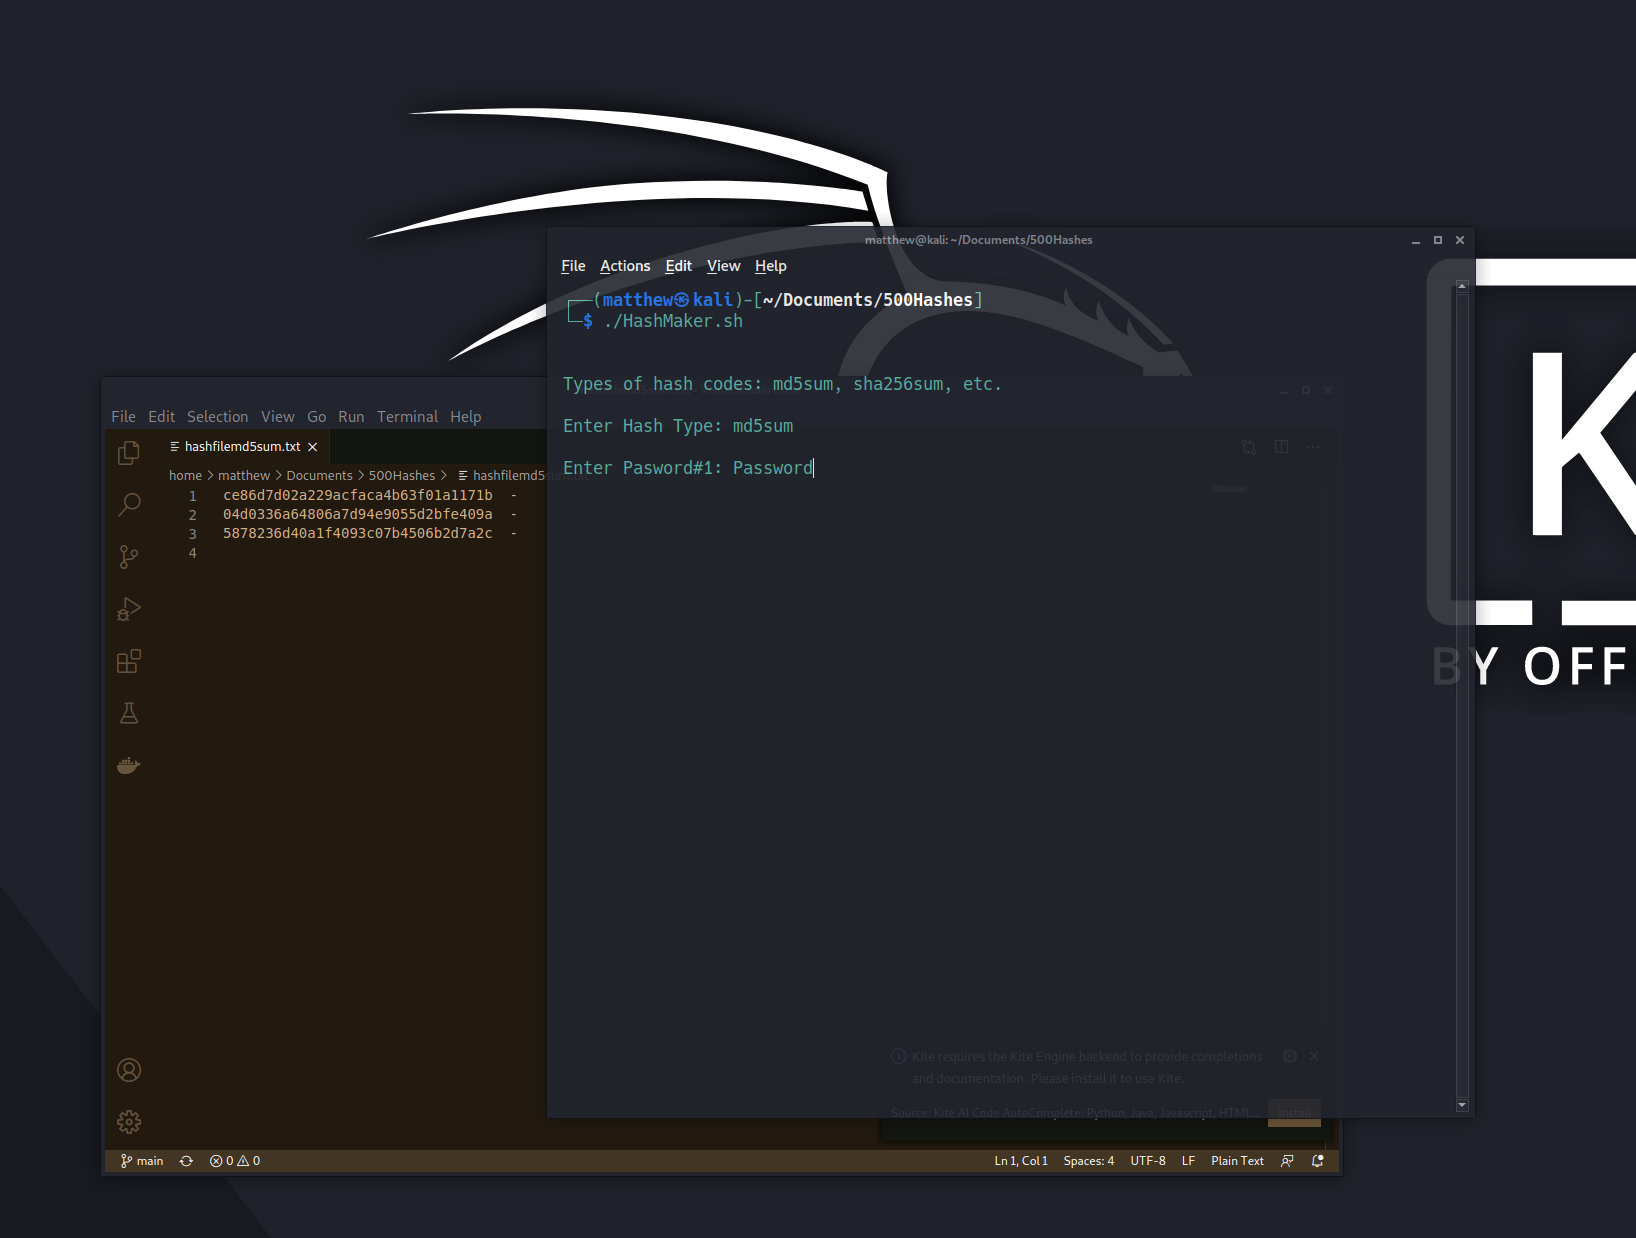 matthew@kali: ~/Documents/500Hashes
File Actions Edit View Help
(matthew㉿kali)-[~/Documents/500Hashes]
$ ./HashMaker.sh
Types of hash codes: md5sum, sha256sum, etc.
Enter Hash Type: md5sum
Enter Pasword#1: Password
File Edit Selection View Go Run Terminal Help
hashfilemd5sum.txt
home > matthew > Documents > 500Hashes > hashfilemd5sum.txt
1 ce86d7d02a229acfaca4b63f01a1171b -
2 04d0336a64806a7d94e9055d2bfe409a -
3 5878236d40a1f4093c07b4506b2d7a2c -
4
Kite requires the Kite Engine backend to provide completions
and documentation. Please install it to use Kite.
Source: Kite AI Code AutoComplete: Python, Java, Javascript, HTML...
Install
main 0 0 Ln 1, Col 1 Spaces: 4 UTF-8 LF Plain Text
K
BY OFF